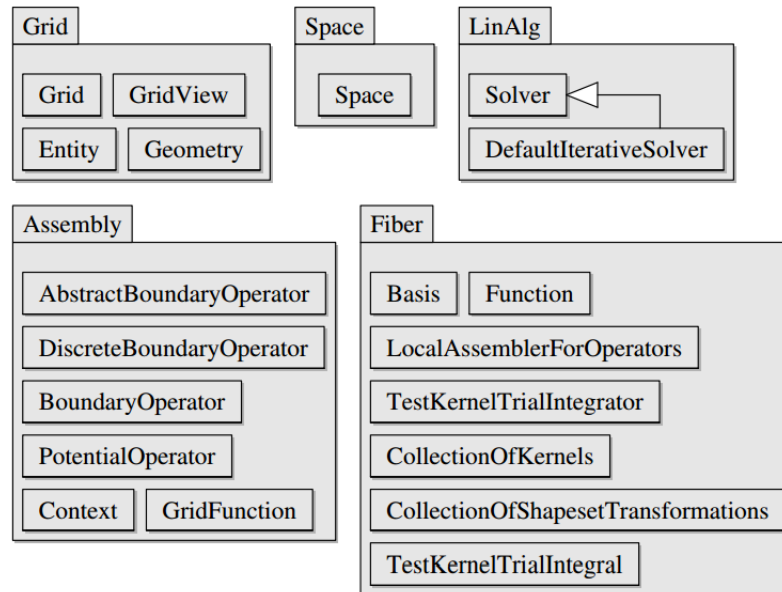 Grid
Grid GridView
Entity Geometry
Space
Space
LinAlg
Solver
DefaultIterativeSolver
Assembly
AbstractBoundaryOperator
DiscreteBoundaryOperator
BoundaryOperator
PotentialOperator
Context GridFunction
Fiber
Basis Function
LocalAssemblerForOperators
TestKernelTrialIntegrator
CollectionOfKernels
CollectionOfShapesetTransformations
TestKernelTrialIntegral